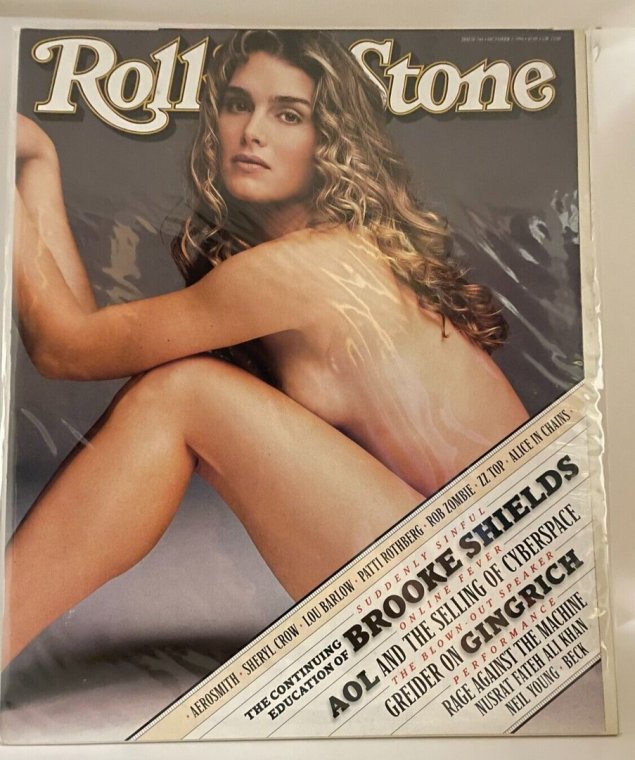 Rolling Stone
• AEROSMITH • SHERYL CROW • LOU BARLOW • PATTI ROTHBERG • ROB ZOMBIE • ZZ TOP • ALICE IN CHAINS •
SUDDENLY SINFUL
THE CONTINUING EDUCATION OF BROOKE SHIELDS
ONLINE FEVER
AOL AND THE SELLING OF CYBERSPACE
THE BLOWN-OUT SPEAKER
GREIDER ON GINGRICH
PERFORMANCE
RAGE AGAINST THE MACHINE
NUSRAT FATEH ALI KHAN
NEIL YOUNG • BECK